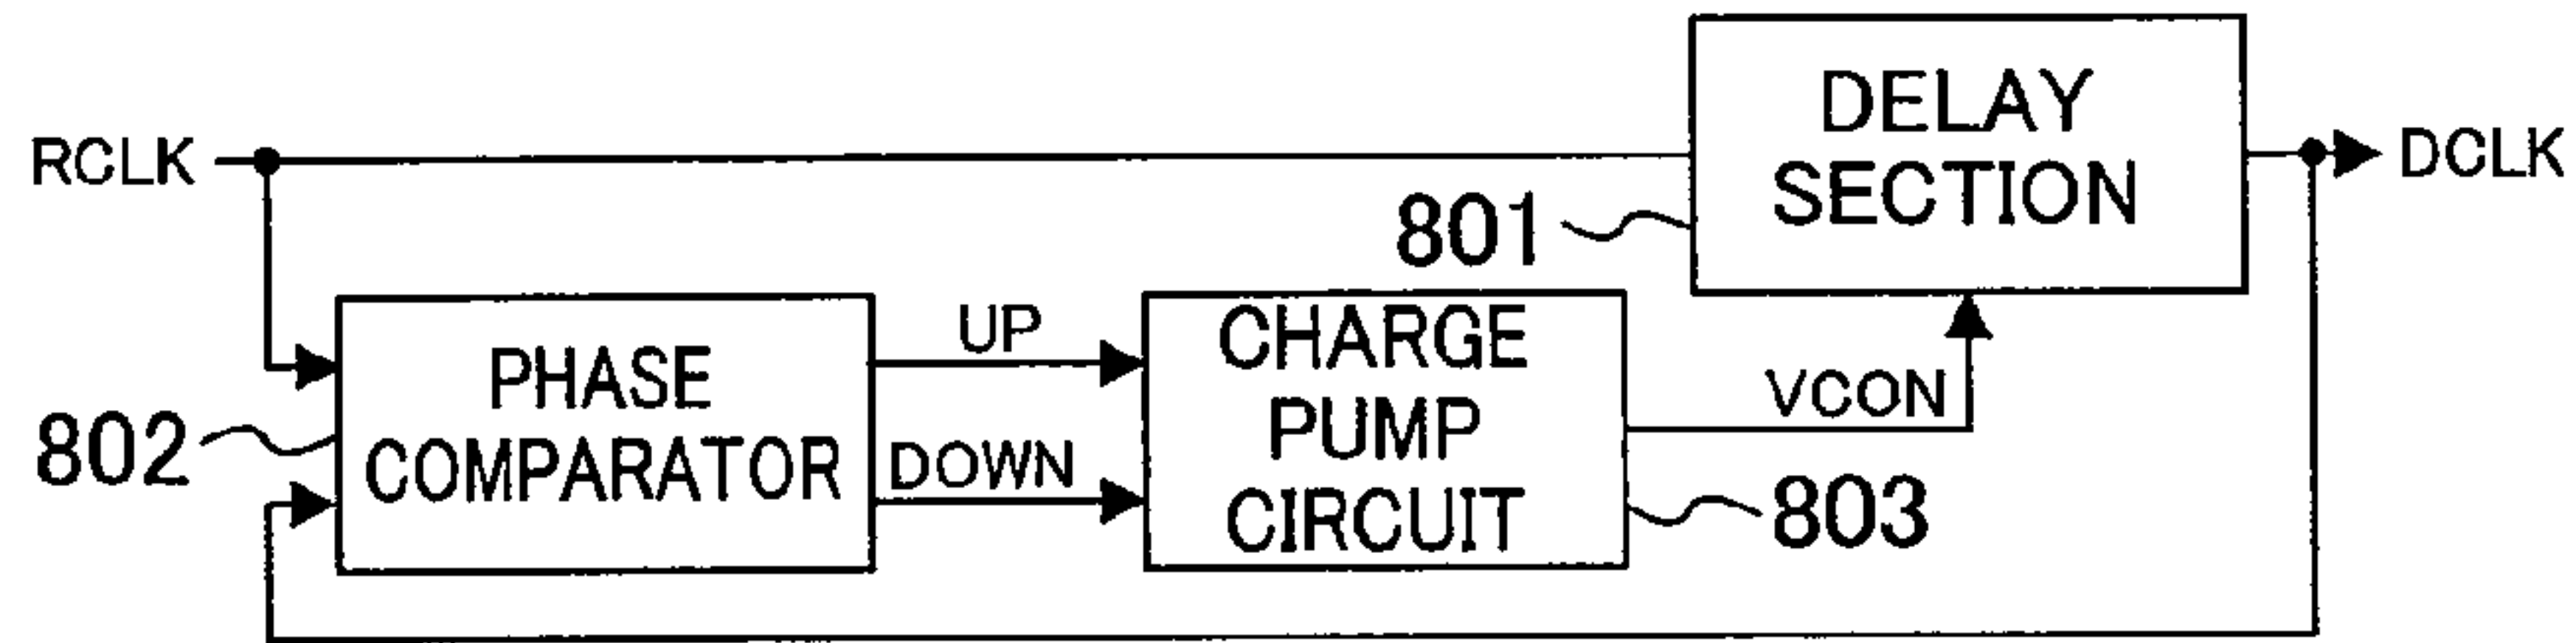 RCLK
DELAY
SECTION
DCLK
801
802
PHASE
COMPARATOR
UP
DOWN
CHARGE
PUMP
CIRCUIT
VCON
803